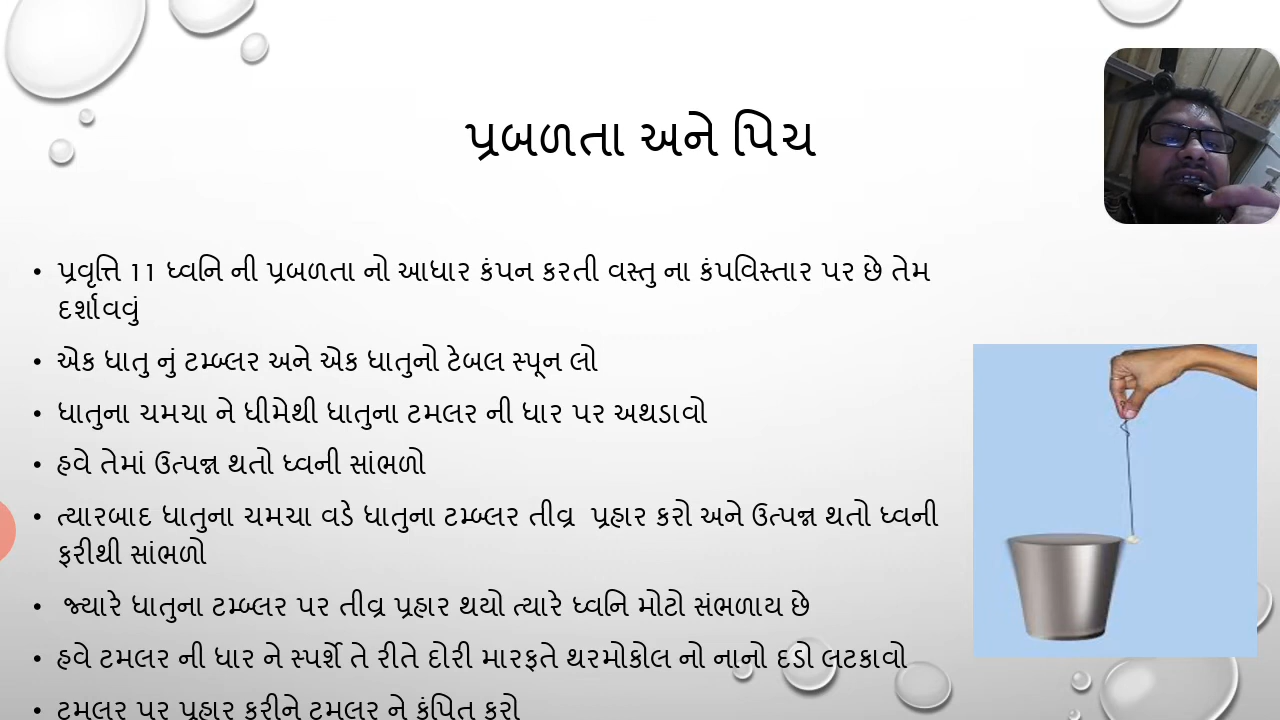 પ્રબળતા અને પિચ
• પ્રવૃત્તિ 11 ધ્વનિ ની પ્રબળતા નો આધાર કંપન કરતી વસ્તુ ના કંપવિસ્તાર પર છે તેમ
દર્શાવવું
• એક ધાતુ નું ટમ્બ્લર અને એક ધાતુનો ટેબલ સ્પૂન લો
• ધાતુના ચમચા ને ધીમેથી ધાતુના ટમલર ની ધાર પર અથડાવો
• હવે તેમાં ઉત્પન્ન થતો ધ્વની સાંભળો
• ત્યારબાદ ધાતુના ચમચા વડે ધાતુના ટમ્બ્લર તીવ્ર પ્રહાર કરો અને ઉત્પન્ન થતો ધ્વની
ફરીથી સાંભળો
• જ્યારે ધાતુના ટમ્બ્લર પર તીવ્ર પ્રહાર થયો ત્યારે ધ્વનિ મોટો સંભળાય છે
• હવે ટમલર ની ધાર ને સ્પર્શે તે રીતે દોરી મારફતે થરમોકોલ નો નાનો દડો લટકાવો
• ટમલર પર પ્રહાર કરીને ટમલર ને કંપિત કરો